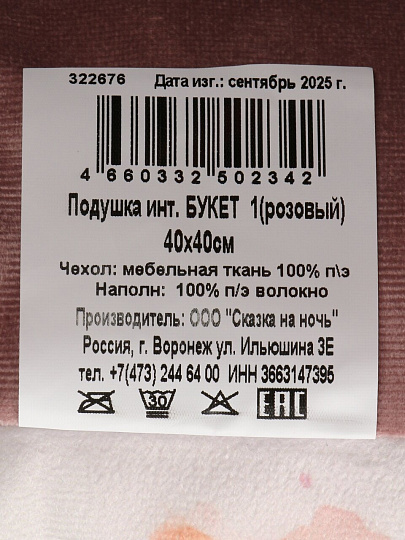 322676 Дата изг.: сентябрь 2025 г.
4 660332 502342
Подушка инт. БУКЕТ 1(розовый)
40х40см
Чехол: мебельная ткань 100% п\э
Наполн: 100% п/э волокно
Производитель: ООО "Сказка на ночь"
Россия, г. Воронеж ул. Ильюшина 3Е
тел. +7(473) 244 64 00 ИНН 3663147395
30 EAC